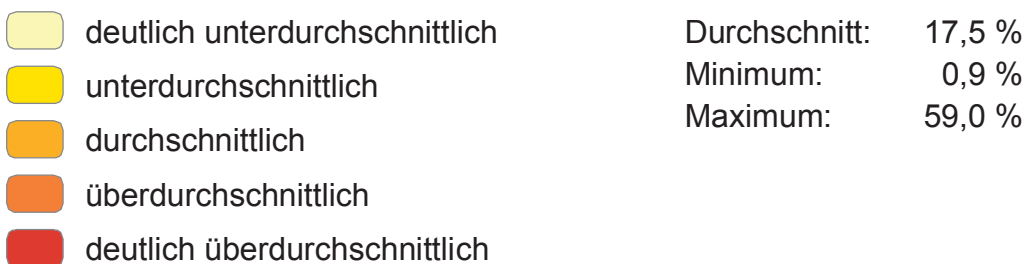 deutlich unterdurchschnittlich
unterdurchschnittlich
durchschnittlich
überdurchschnittlich
deutlich überdurchschnittlich
Durchschnitt: 17,5 %
Minimum: 0,9 %
Maximum: 59,0 %